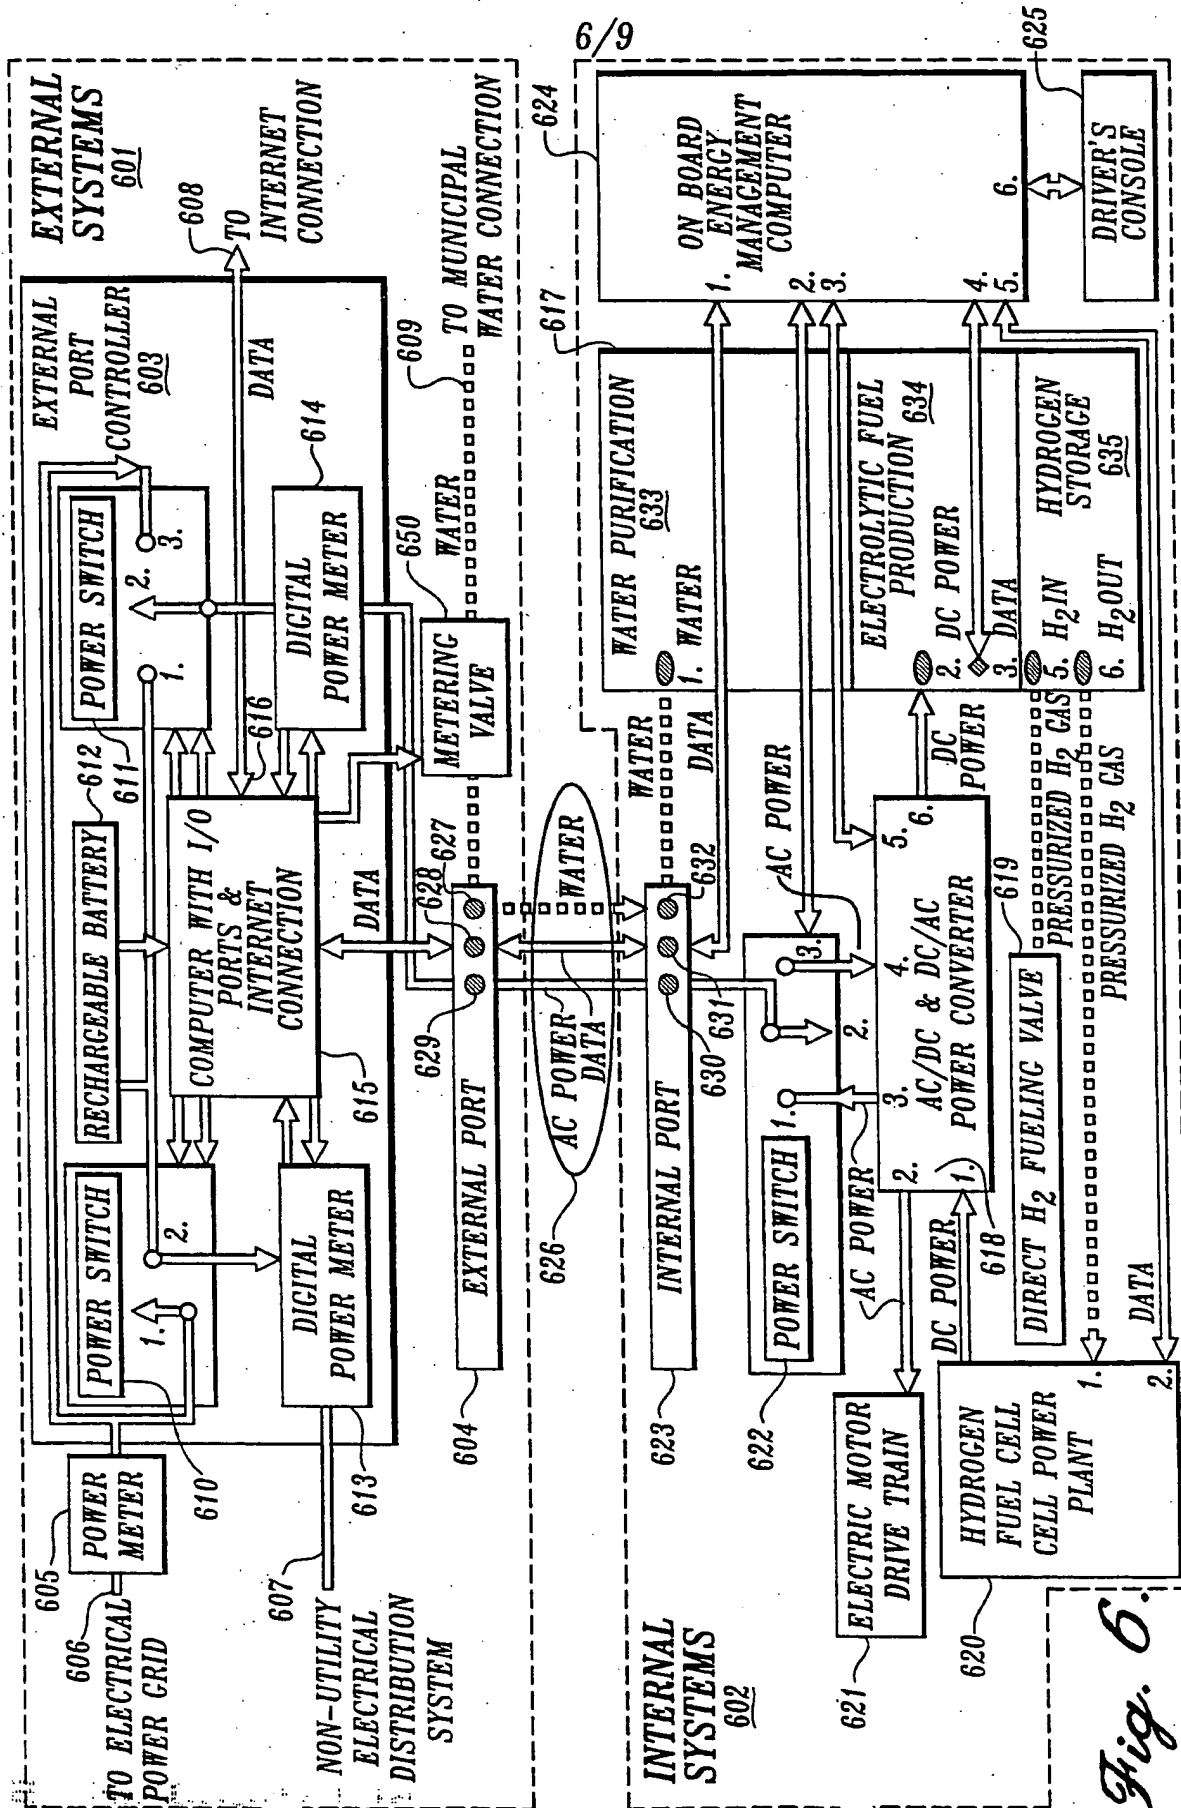 6/9
EXTERNAL
SYSTEMS
601
EXTERNAL
PORT
CONTROLLER
603
608
TO
INTERNET
CONNECTION
DATA
TO ELECTRICAL
POWER GRID
606
605
POWER
METER
610
POWER SWITCH
1.
2.
RECHARGEABLE BATTERY
612
611
POWER SWITCH
1.
2.
3.
COMPUTER WITH I/O
PORTS &
INTERNET
CONNECTION
615
616
DIGITAL
POWER METER
613
DIGITAL
POWER METER
614
607
NON-UTILITY
ELECTRICAL
DISTRIBUTION
SYSTEM
DATA
METERING
VALVE
650
WATER
609
TO MUNICIPAL
WATER CONNECTION
EXTERNAL PORT
604
629
628
627
626
AC POWER
DATA
WATER
INTERNAL
SYSTEMS
602
INTERNAL PORT
623
630
631
632
WATER
DATA
WATER PURIFICATION
633
1. WATER
617
ELECTROLYTIC FUEL
PRODUCTION
634
2. DC POWER
3. DATA
HYDROGEN
STORAGE
635
5. H2IN
6. H2OUT
ON BOARD
ENERGY
MANAGEMENT
COMPUTER
624
1.
2.
3.
4.
5.
6.
DRIVER'S
CONSOLE
625
POWER SWITCH
622
1.
2.
3.
AC POWER
AC POWER
AC/DC & DC/AC
POWER CONVERTER
618
1.
2.
3.
4.
5.
6.
DC
POWER
ELECTRIC MOTOR
DRIVE TRAIN
621
DC POWER
HYDROGEN
FUEL CELL
CELL POWER
PLANT
620
1.
2.
DIRECT H2 FUELING VALVE
619
PRESSURIZED H2 GAS
PRESSURIZED H2 GAS
DATA
Fig. 6.